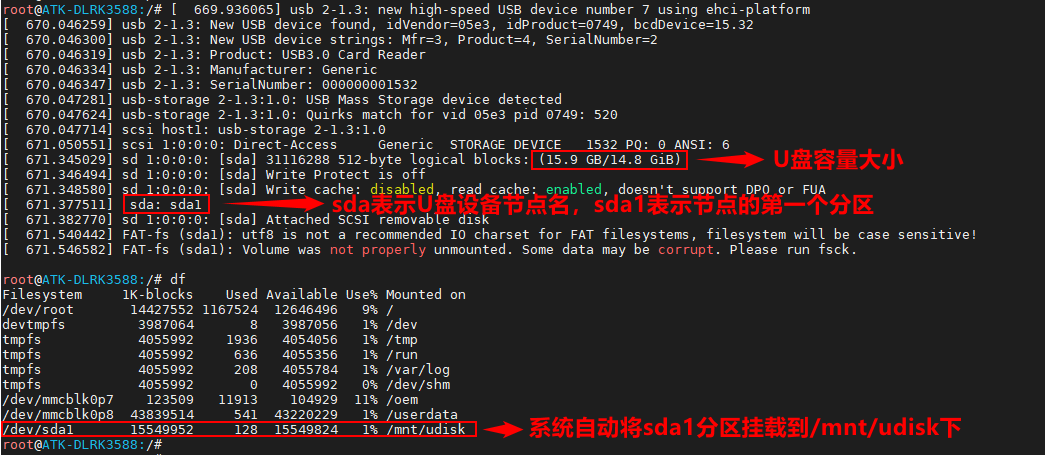 root@ATK-DLRK3588:/# [  669.936065] usb 2-1.3: new high-speed USB device number 7 using ehci-platform
[  670.046259] usb 2-1.3: New USB device found, idVendor=05e3, idProduct=0749, bcdDevice=15.32
[  670.046300] usb 2-1.3: New USB device strings: Mfr=3, Product=4, SerialNumber=2
[  670.046319] usb 2-1.3: Product: USB3.0 Card Reader
[  670.046334] usb 2-1.3: Manufacturer: Generic
[  670.046347] usb 2-1.3: SerialNumber: 000000001532
[  670.047281] usb-storage 2-1.3:1.0: USB Mass Storage device detected
[  670.047624] usb-storage 2-1.3:1.0: Quirks match for vid 05e3 pid 0749: 520
[  670.047714] scsi host1: usb-storage 2-1.3:1.0
[  671.050551] scsi 1:0:0:0: Direct-Access     Generic  STORAGE DEVICE   1532 PQ: 0 ANSI: 6
[  671.345029] sd 1:0:0:0: [sda] 31116288 512-byte logical blocks: (15.9 GB/14.8 GiB) U盘容量大小
[  671.346494] sd 1:0:0:0: [sda] Write Protect is off
[  671.348580] sd 1:0:0:0: [sda] Write cache: disabled, read cache: enabled, doesn't support DPO or FUA
[  671.377511]  sda: sda1 sda表示U盘设备节点名，sda1表示节点的第一个分区
[  671.382770] sd 1:0:0:0: [sda] Attached SCSI removable disk
[  671.540442] FAT-fs (sda1): utf8 is not a recommended IO charset for FAT filesystems, filesystem will be case sensitive!
[  671.546582] FAT-fs (sda1): Volume was not properly unmounted. Some data may be corrupt. Please run fsck.
root@ATK-DLRK3588:/# df
Filesystem     1K-blocks    Used Available Use% Mounted on
/dev/root       14427552 1167524  12646496   9% /
devtmpfs         3987064       8   3987056   1% /dev
tmpfs            4055992    1936   4054056   1% /tmp
tmpfs            4055992     636   4055356   1% /run
tmpfs            4055992     208   4055784   1% /var/log
tmpfs            4055992       0   4055992   0% /dev/shm
/dev/mmcblk0p7    123509   11913    104929  11% /oem
/dev/mmcblk0p8  43839514     541  43220229   1% /userdata
/dev/sda1       15549952     128  15549824   1% /mnt/udisk 系统自动将sda1分区挂载到/mnt/udisk下
root@ATK-DLRK3588:/#